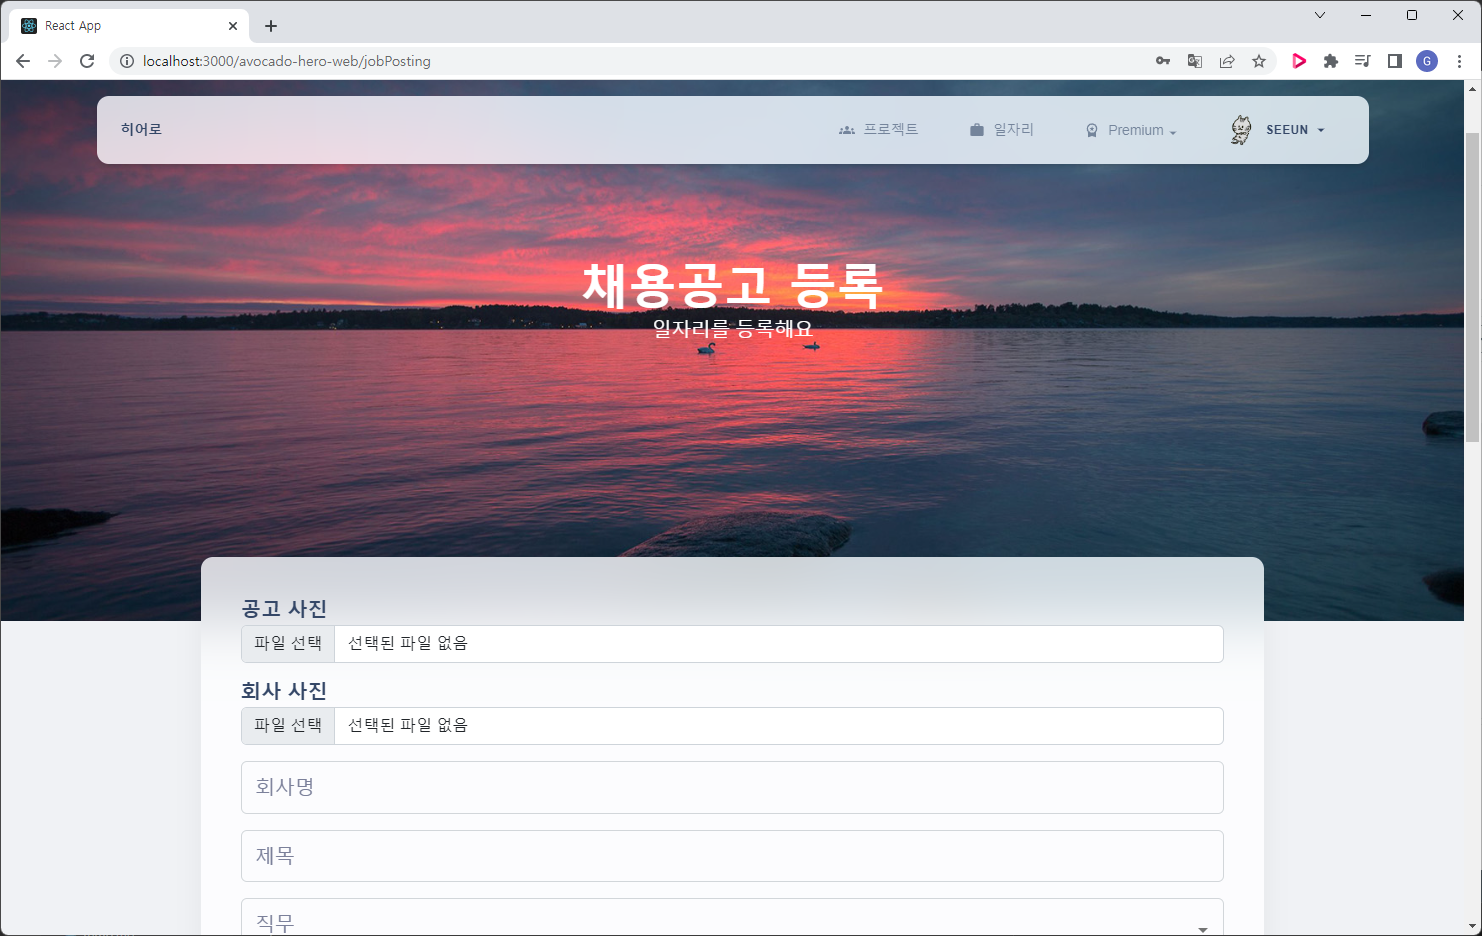 React App
localhost:3000/avocado-hero-web/jobPosting
G
히어로
프로젝트
일자리
Premium
SEEUN
채용공고 등록
일자리를 등록해요
공고 사진
파일 선택 선택된 파일 없음
회사 사진
파일 선택 선택된 파일 없음
회사명
제목
직무